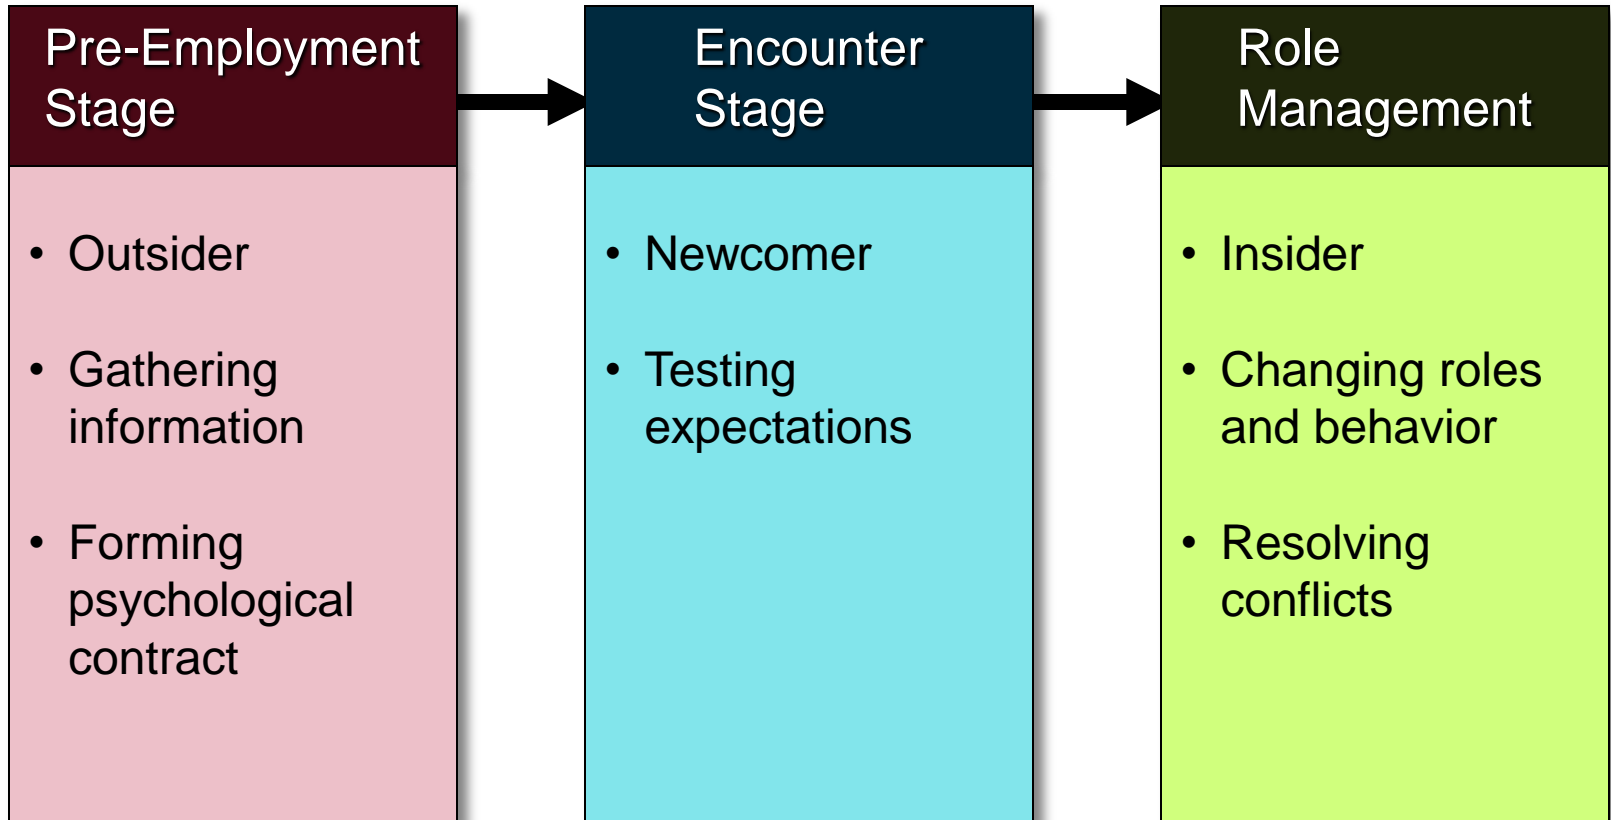 Pre-Employment
Stage
• Outsider
• Gathering
information
• Forming
psychological
contract
Encounter
Stage
• Newcomer
• Testing
expectations
Role
Management
• Insider
• Changing roles
and behavior
• Resolving
conflicts